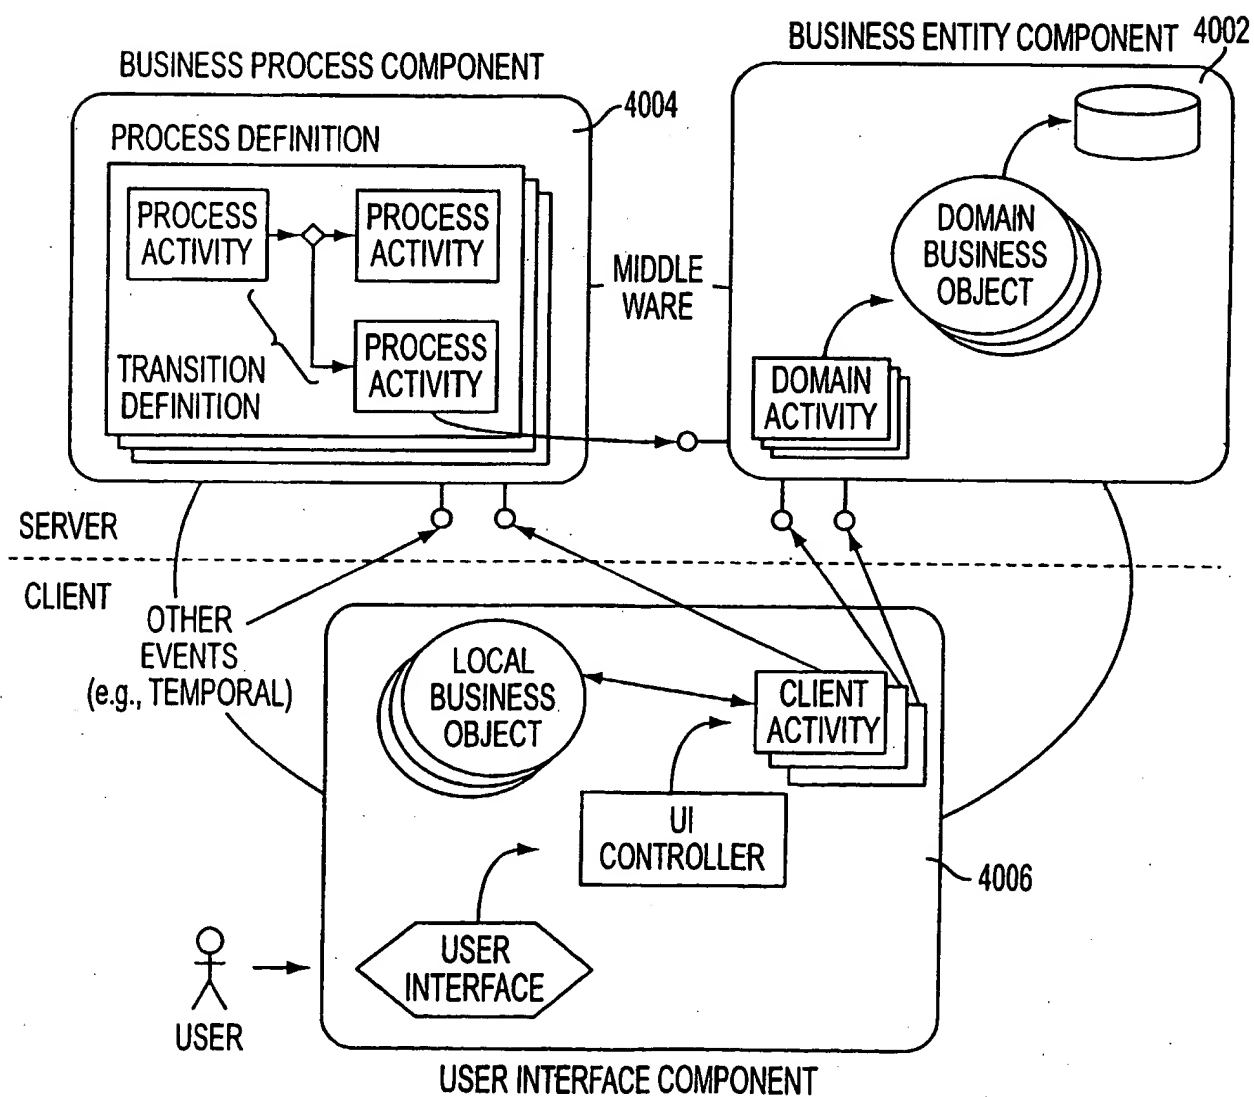 BUSINESS ENTITY COMPONENT 4002
BUSINESS PROCESS COMPONENT
4004
PROCESS DEFINITION
PROCESS
ACTIVITY
PROCESS
ACTIVITY
DOMAIN
BUSINESS
OBJECT
MIDDLE
WARE
PROCESS
ACTIVITY
TRANSITION
DEFINITION
DOMAIN
ACTIVITY
SERVER
CLIENT
OTHER
EVENTS
(e.g., TEMPORAL)
LOCAL
BUSINESS
OBJECT
CLIENT
ACTIVITY
UI
CONTROLLER
4006
USER
INTERFACE
USER
USER INTERFACE COMPONENT